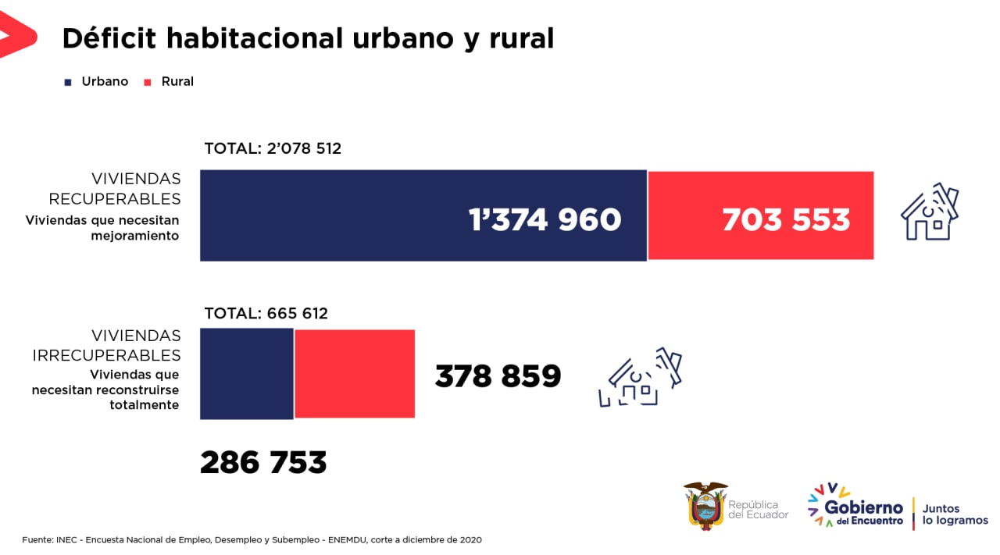 Déficit habitacional urbano y rural
Urbano Rural
TOTAL: 2’078 512
VIVIENDAS
RECUPERABLES
Viviendas que necesitan
mejoramiento
1’374 960
703 553
TOTAL: 665 612
VIVIENDAS
IRRECUPERABLES
Viviendas que
necesitan reconstruirse
totalmente
378 859
286 753
República
del Ecuador
Gobierno
del Encuentro
Juntos
lo logramos
Fuente: INEC - Encuesta Nacional de Empleo, Desempleo y Subempleo - ENEMDU, corte a diciembre de 2020